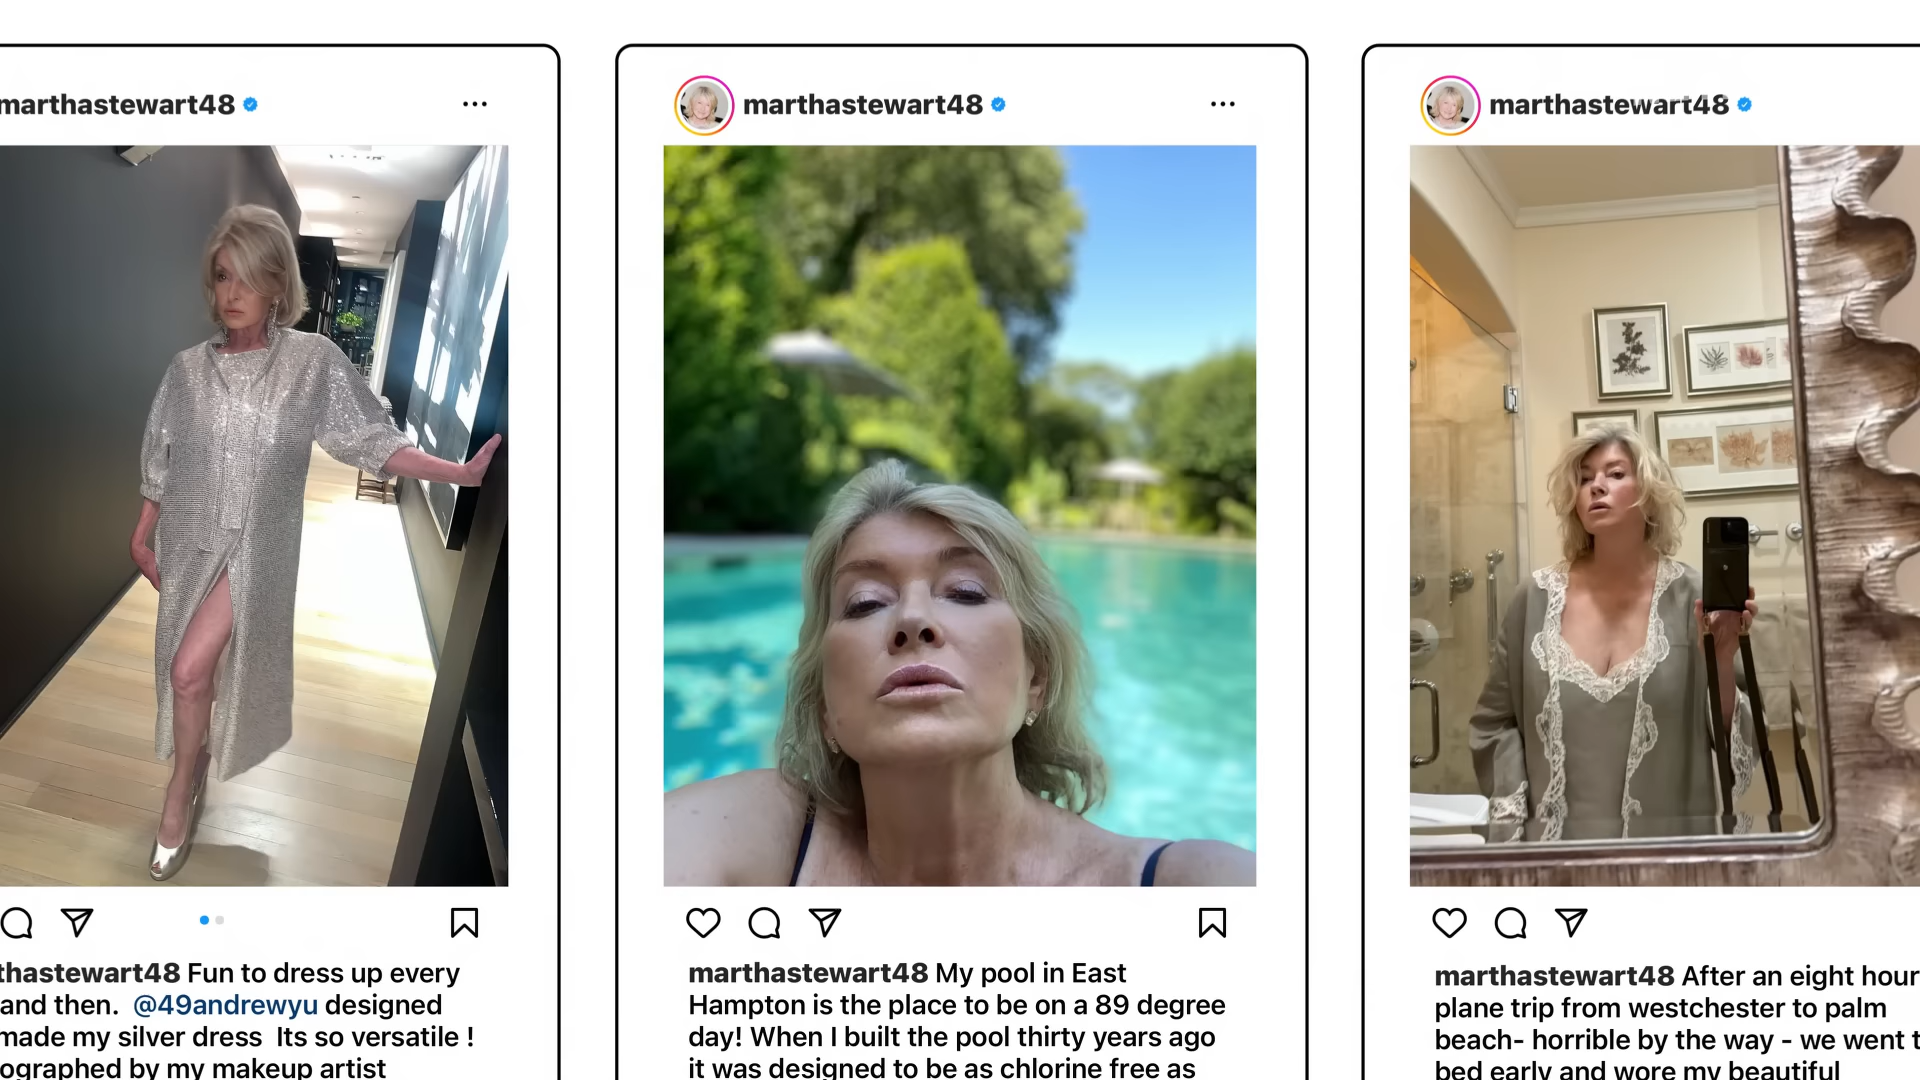 marthastewart48
thastewart48 Fun to dress up every
and then. @49andrewyu designed
made my silver dress Its so versatile !
ographed by my makeup artist
marthastewart48
marthastewart48 My pool in East
Hampton is the place to be on a 89 degree
day! When I built the pool thirty years ago
it was designed to be as chlorine free as
marthastewart48
marthastewart48 After an eight hour
plane trip from westchester to palm
beach- horrible by the way - we went t
bed early and wore my beautiful